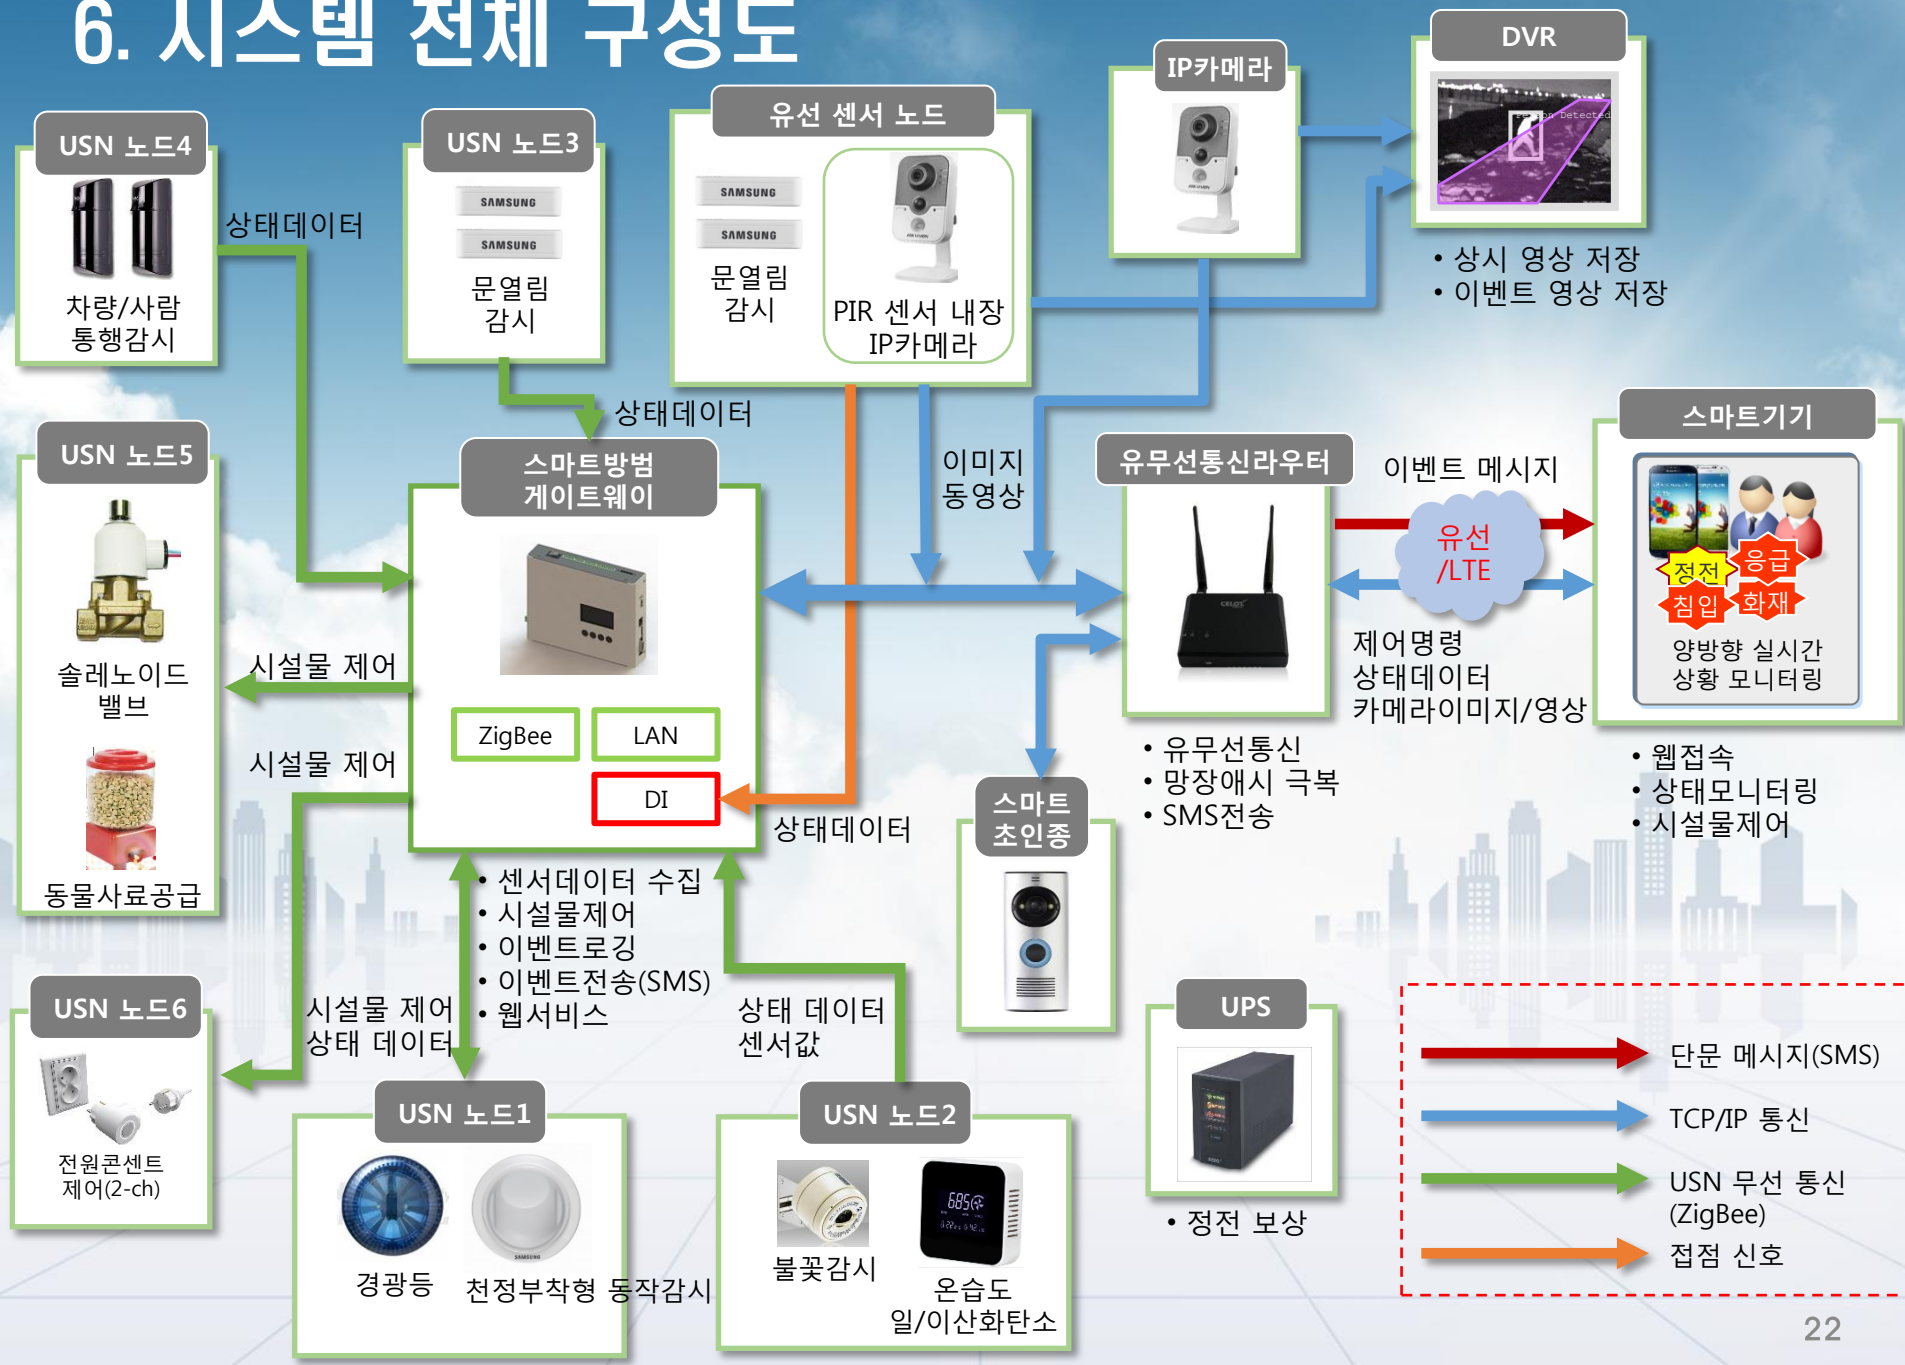 6. 시스템 전체 구성도
USN 노드4
차량/사람
통행감시
상태데이터
USN 노드3
SAMSUNG
SAMSUNG
문열림
감시
상태데이터
유선 센서 노드
SAMSUNG
SAMSUNG
문열림
감시
PIR 센서 내장
IP카메라
IP카메라
DVR
Person Detected
• 상시 영상 저장
• 이벤트 영상 저장
USN 노드5
솔레노이드
밸브
동물사료공급
시설물 제어
시설물 제어
스마트방범
게이트웨이
ZigBee
LAN
DI
상태데이터
• 센서데이터 수집
• 시설물제어
• 이벤트로깅
• 이벤트전송(SMS)
• 웹서비스
이미지
동영상
유무선통신라우터
• 유무선통신
• 망장애시 극복
• SMS전송
이벤트 메시지
유선
/LTE
제어명령
상태데이터
카메라이미지/영상
스마트기기
정전
응급
침입
화재
양방향 실시간
상황 모니터링
• 웹접속
• 상태모니터링
• 시설물제어
스마트
초인종
USN 노드6
전원콘센트
제어(2-ch)
시설물 제어
상태 데이터
USN 노드1
SAMSUNG
경광등
천정부착형 동작감시
상태 데이터
센서값
USN 노드2
불꽃감시
온습도
일/이산화탄소
UPS
• 정전 보상
단문 메시지(SMS)
TCP/IP 통신
USN 무선 통신
(ZigBee)
접점 신호
22